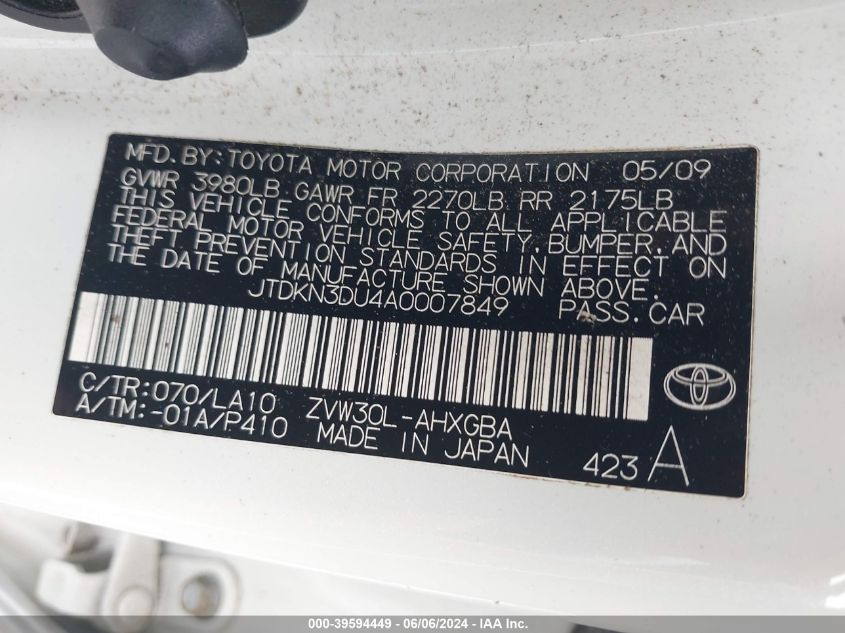 MFD. BY: TOYOTA MOTOR CORPORATION 05/09
GVWR 3980LB GAWR FR 2270LB RR 2175LB
THIS VEHICLE CONFORMS TO ALL APPLICABLE
FEDERAL MOTOR VEHICLE SAFETY, BUMPER, AND
THEFT PREVENTION STANDARDS IN EFFECT ON
THE DATE OF MANUFACTURE SHOWN ABOVE.
JTDKN3DU4A0007849 PASS. CAR
C/TR: 070/LA10 ZVW30L-AHXGBA
A/TM: -01A/P410 MADE IN JAPAN
423 A
000-39594449 - 06/06/2024 - IAA Inc.